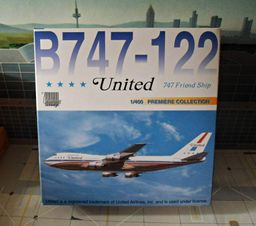 B747-122
United
747 Friend Ship
1/400 PREMIERE COLLECTION
United
United is a registered trademark of United Airlines, Inc. and is used under license.